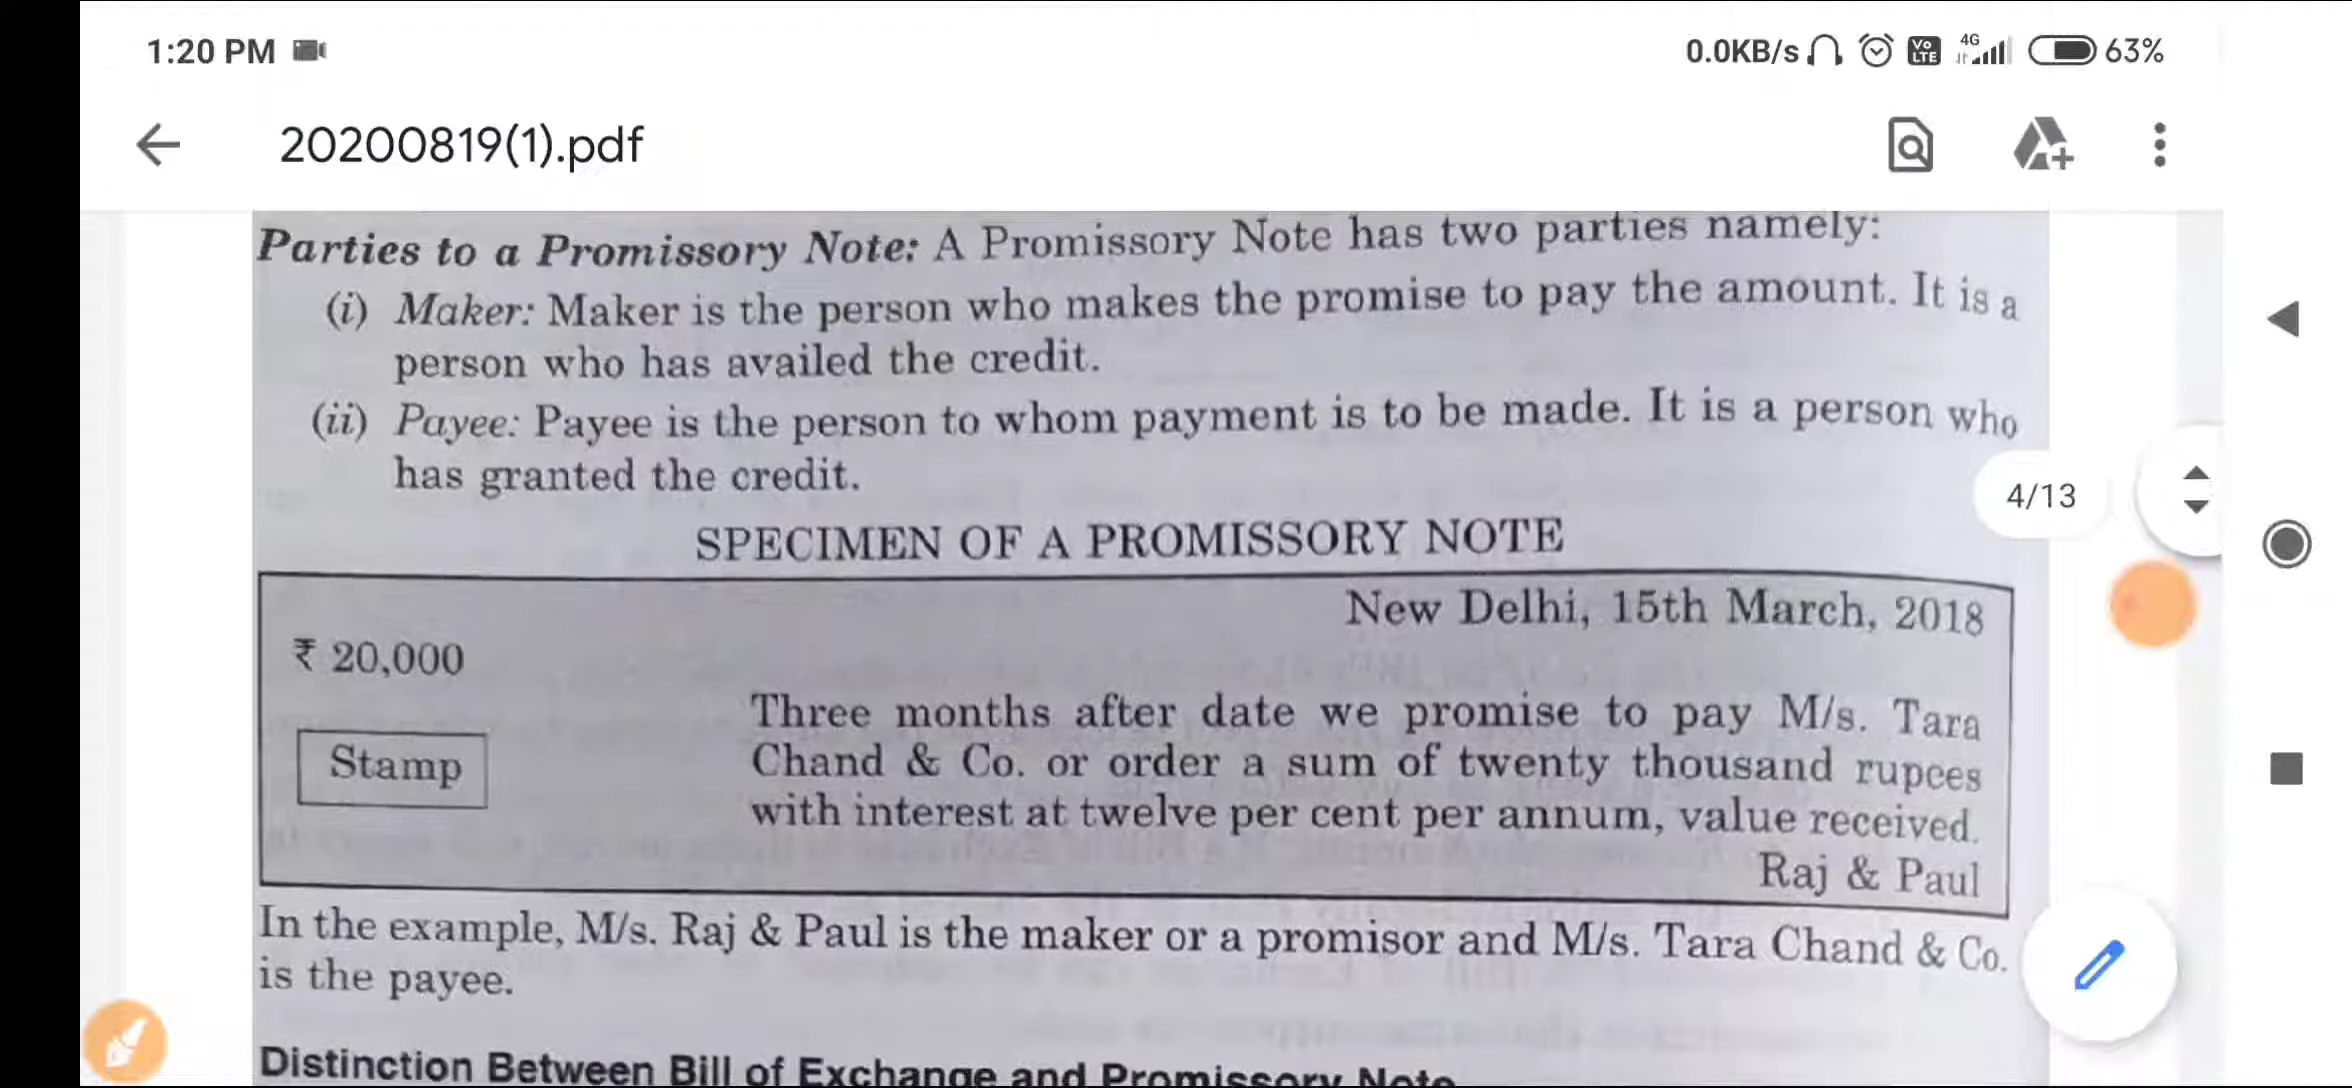 1:20 PM
0.0KB/s Vo LTE 4G 63%
20200819(1).pdf
Parties to a Promissory Note: A Promissory Note has two parties namely:
(i) Maker: Maker is the person who makes the promise to pay the amount. It is a
person who has availed the credit.
(ii) Payee: Payee is the person to whom payment is to be made. It is a person who
has granted the credit.
4/13
SPECIMEN OF A PROMISSORY NOTE
New Delhi, 15th March, 2018
₹ 20,000
Three months after date we promise to pay M/s. Tara
Stamp
Chand & Co. or order a sum of twenty thousand rupees
with interest at twelve per cent per annum, value received.
Raj & Paul
In the example, M/s. Raj & Paul is the maker or a promisor and M/s. Tara Chand & Co.
is the payee.
Distinction Between Bill of Exchange and Promissory Note